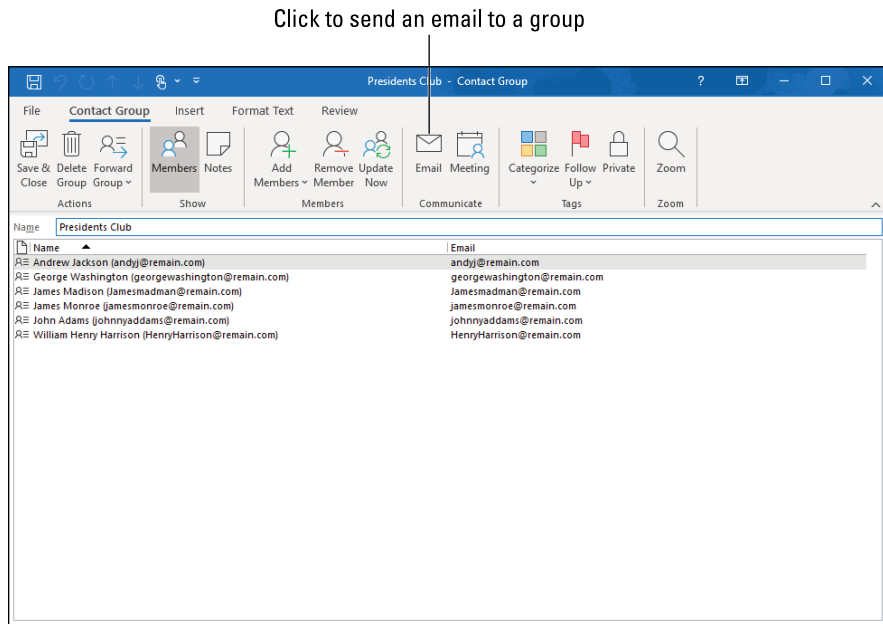 Click to send an email to a group
Presidents Club - Contact Group
?
File Contact Group Insert Format Text Review
Save & Close
Delete Group
Forward Group
Members
Notes
Add Members
Remove Member
Update Now
Email
Meeting
Categorize
Follow Up
Private
Zoom
Actions Show Members Communicate Tags Zoom
Name Presidents Club
Name Email
Andrew Jackson (andyj@remain.com) andyj@remain.com
George Washington (georgewashington@remain.com) georgewashington@remain.com
James Madison (Jamesmadman@remain.com) Jamesmadman@remain.com
James Monroe (jamesmonroe@remain.com) jamesmonroe@remain.com
John Adams (johnnyaddams@remain.com) johnnyaddams@remain.com
William Henry Harrison (HenryHarrison@remain.com) HenryHarrison@remain.com